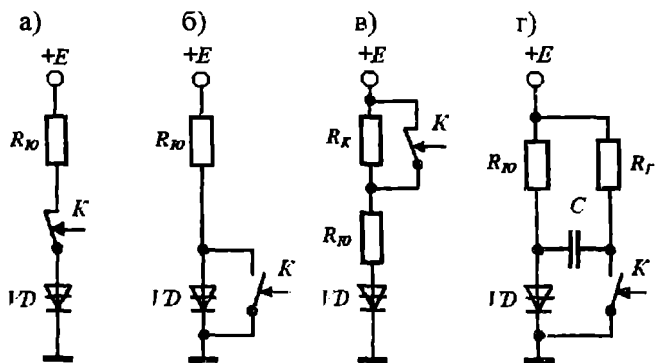 а) б) в) г)
+E +E +E +E
Rю Rю Rк K Rю Rг
K C
Rю
VD VD K VD VD K